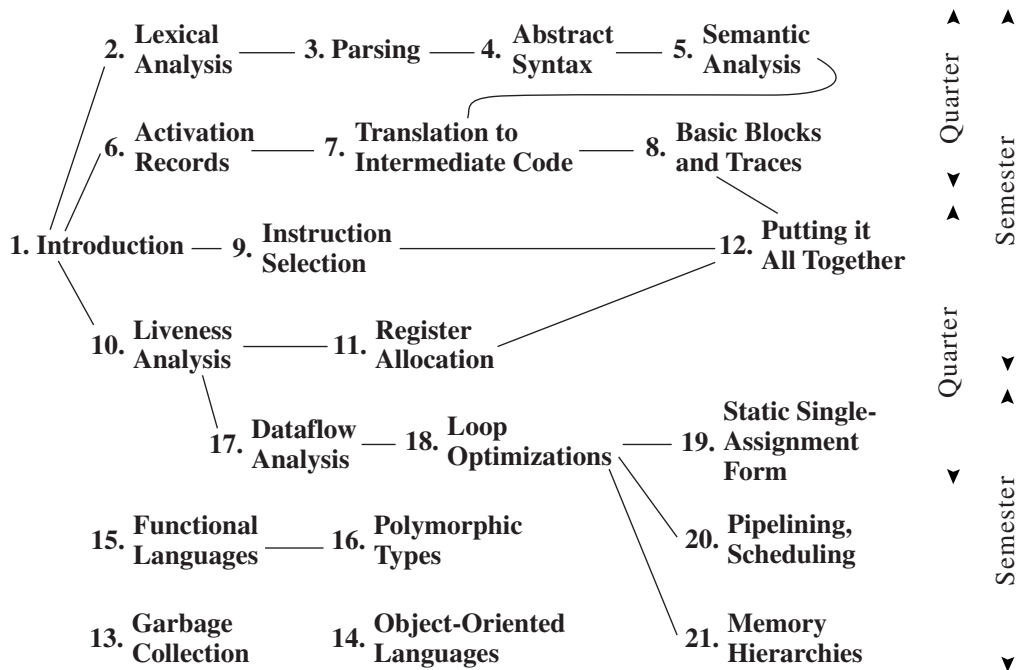 2. Lexical Analysis
3. Parsing
4. Abstract Syntax
5. Semantic Analysis
6. Activation Records
7. Translation to Intermediate Code
8. Basic Blocks and Traces
1. Introduction
9. Instruction Selection
12. Putting it All Together
10. Liveness Analysis
11. Register Allocation
17. Dataflow Analysis
18. Loop Optimizations
19. Static Single-Assignment Form
15. Functional Languages
16. Polymorphic Types
20. Pipelining, Scheduling
13. Garbage Collection
14. Object-Oriented Languages
21. Memory Hierarchies
Quarter
Quarter
Semester
Semester